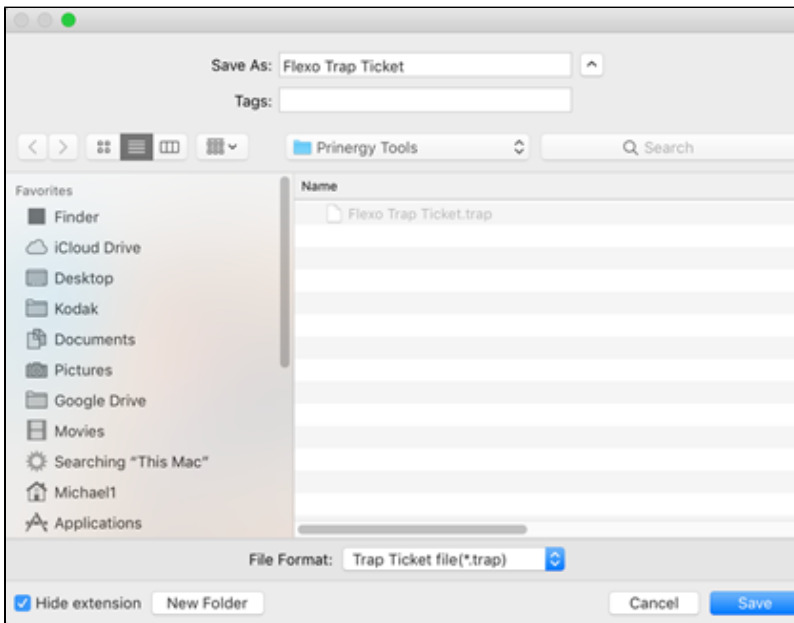 Save As: Flexo Trap Ticket
Tags:
Prinergy Tools
Search
Favorites
Finder
iCloud Drive
Desktop
Kodak
Documents
Pictures
Google Drive
Movies
Searching "This Mac"
Michael1
Applications
Name
Flexo Trap Ticket.trap
File Format: Trap Ticket file(*.trap)
Hide extension New Folder Cancel Save